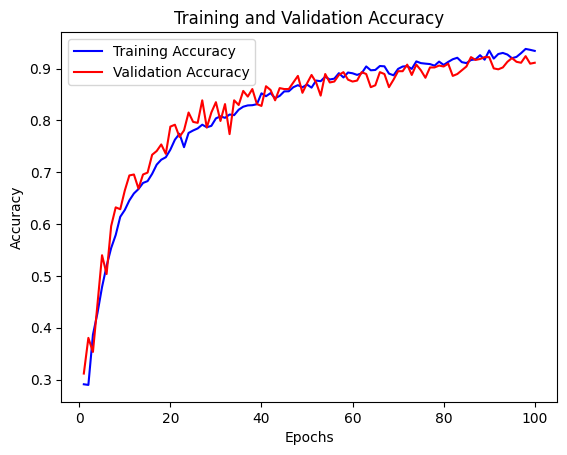 Training and Validation Accuracy
Training Accuracy
Validation Accuracy
0.9
0.8
0.7
0.6
0.5
0.4
0.3
Accuracy
0
20
40
60
80
100
Epochs